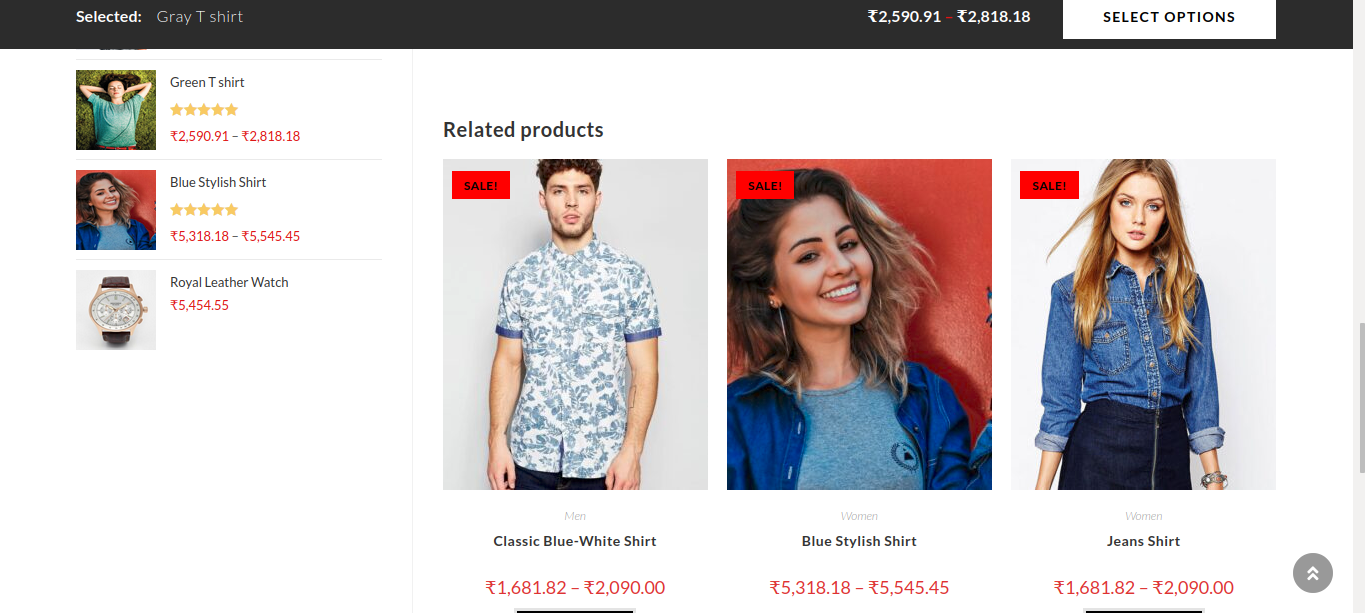 Selected: Gray T shirt
₹2,590.91 – ₹2,818.18
SELECT OPTIONS
Green T shirt
₹2,590.91 – ₹2,818.18
Blue Stylish Shirt
₹5,318.18 – ₹5,545.45
Royal Leather Watch
₹5,454.55
Related products
SALE!
SALE!
SALE!
Men
Classic Blue-White Shirt
₹1,681.82 – ₹2,090.00
Women
Blue Stylish Shirt
₹5,318.18 – ₹5,545.45
Women
Jeans Shirt
₹1,681.82 – ₹2,090.00